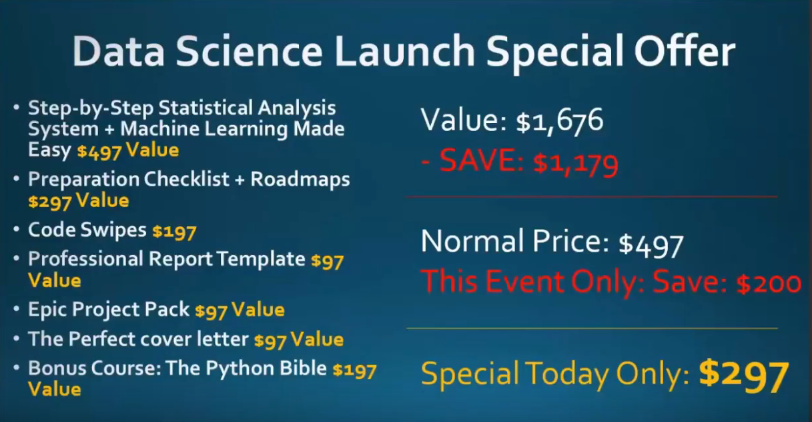 Data Science Launch Special Offer
• Step-by-Step Statistical Analysis
System + Machine Learning Made
Easy $497 Value
• Preparation Checklist + Roadmaps
$297 Value
• Code Swipes $197
• Professional Report Template $97
Value
• Epic Project Pack $97 Value
• The Perfect cover letter $97 Value
• Bonus Course: The Python Bible $197
Value
Value: $1,676
- SAVE: $1,179
Normal Price: $497
This Event Only: Save: $200
Special Today Only: $297